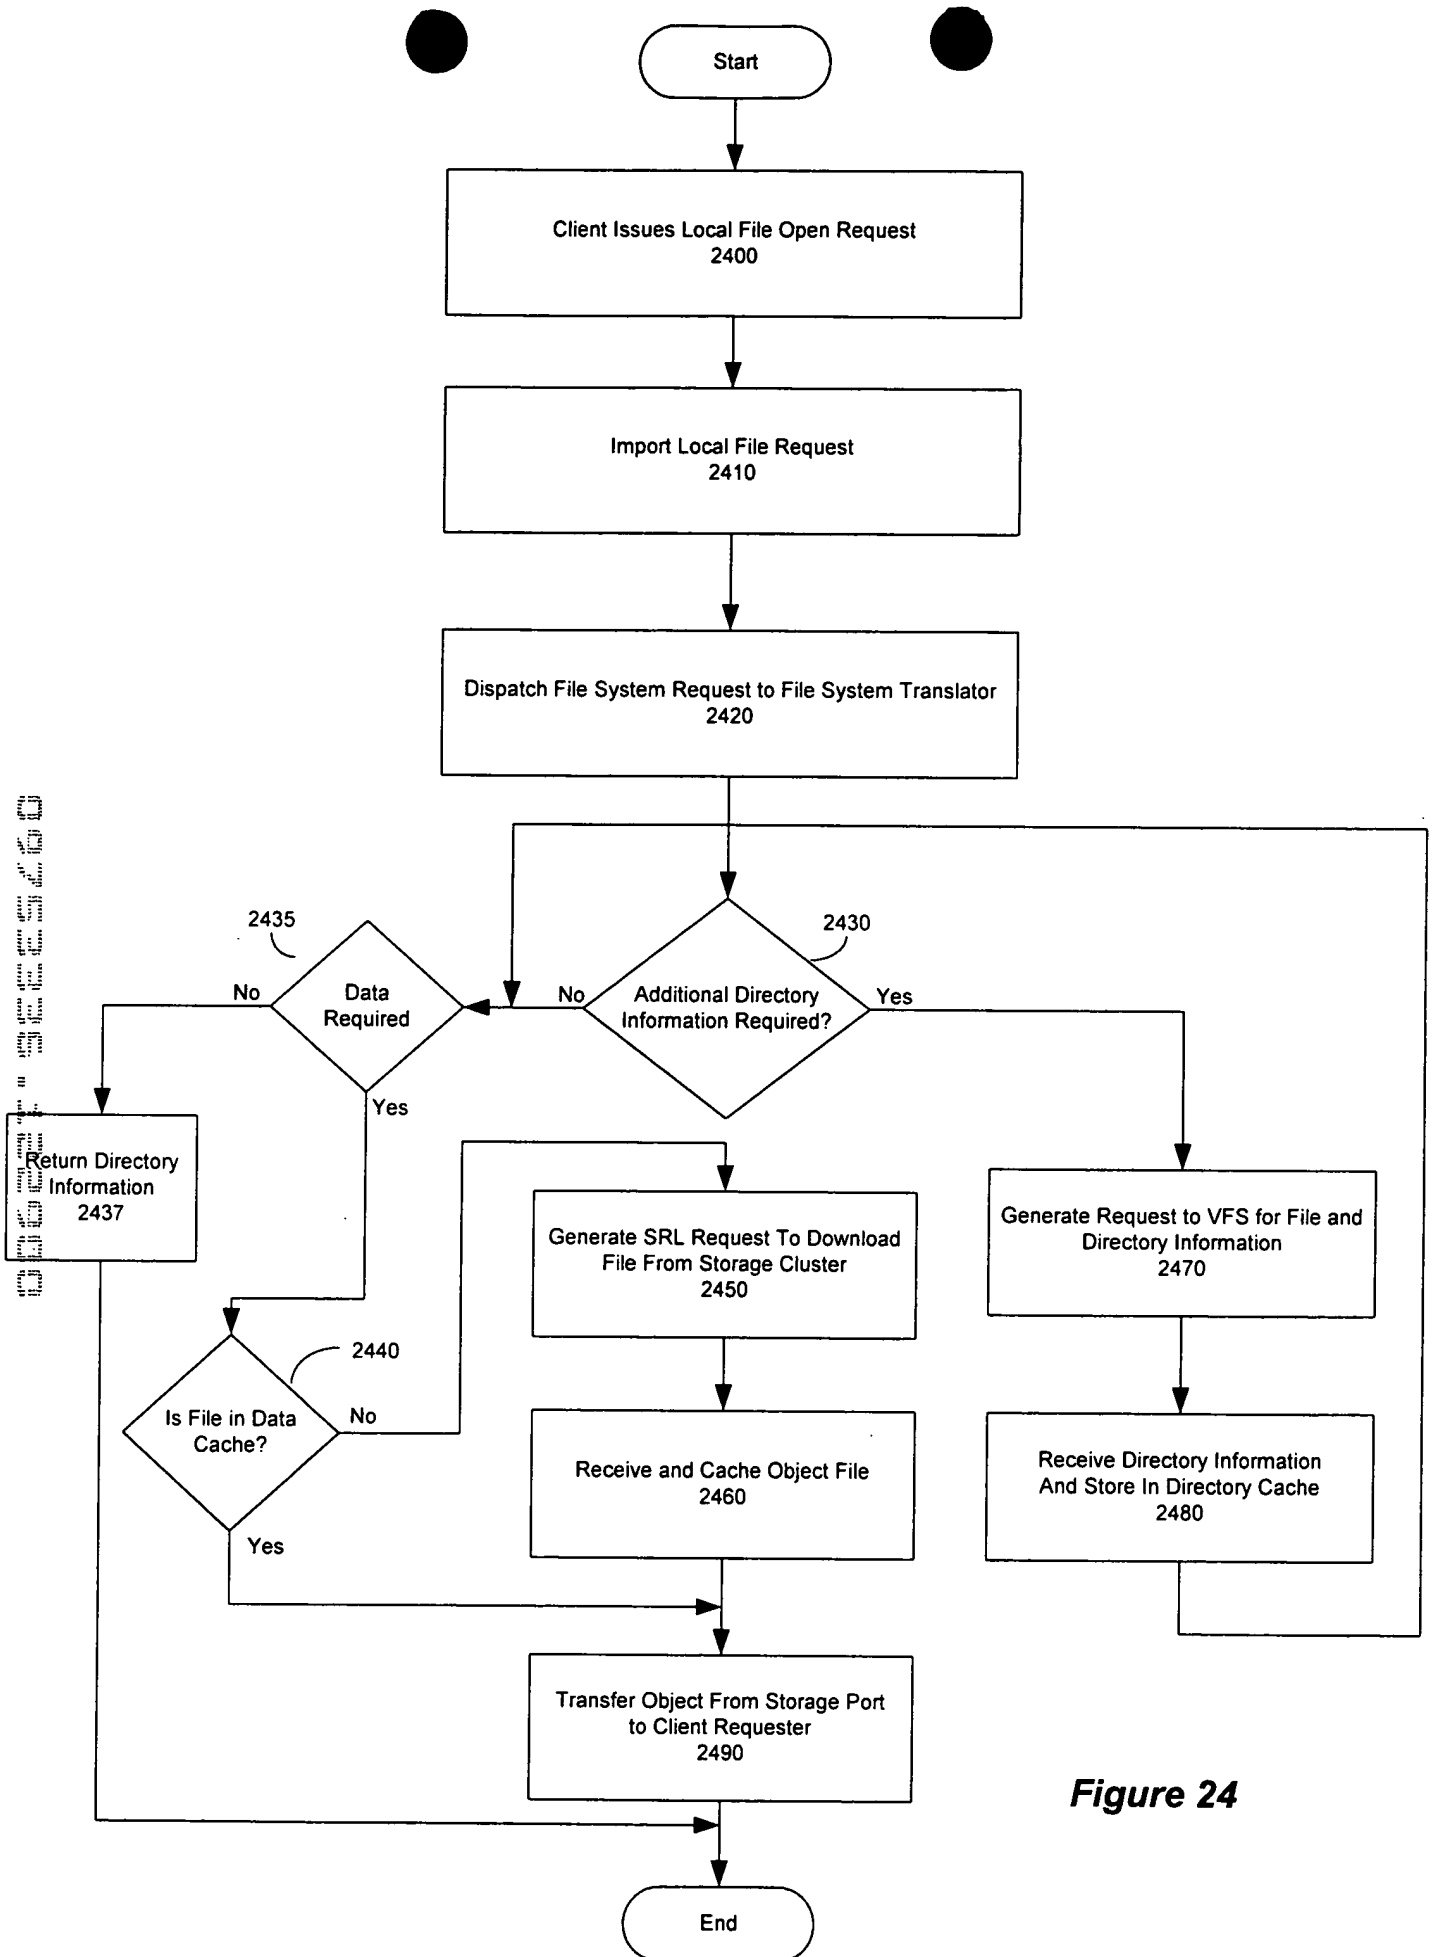 Start
Client Issues Local File Open Request
2400
Import Local File Request
2410
Dispatch File System Request to File System Translator
2420
2435
2430
No
Data
Required
No
Additional Directory
Information Required?
Yes
Yes
Return Directory
Information
2437
Generate SRL Request To Download
File From Storage Cluster
2450
Generate Request to VFS for File and
Directory Information
2470
2440
Is File in Data
Cache?
No
Yes
Receive and Cache Object File
2460
Receive Directory Information
And Store In Directory Cache
2480
Transfer Object From Storage Port
to Client Requester
2490
Figure 24
End